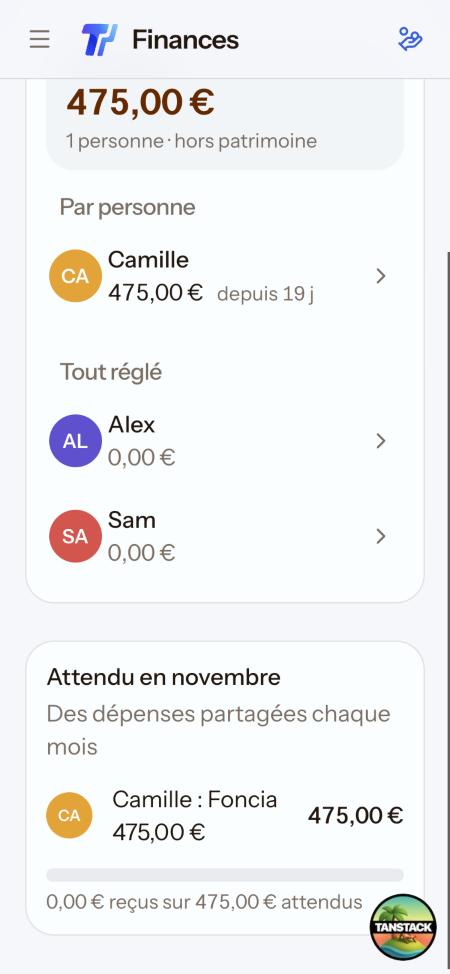 Finances
475,00 €
1 personne · hors patrimoine
Par personne
CA
Camille
475,00 € depuis 19 j
Tout réglé
AL
Alex
0,00 €
SA
Sam
0,00 €
Attendu en novembre
Des dépenses partagées chaque
mois
CA
Camille : Foncia
475,00 €
475,00 €
0,00 € reçus sur 475,00 € attendus
TANSTACK